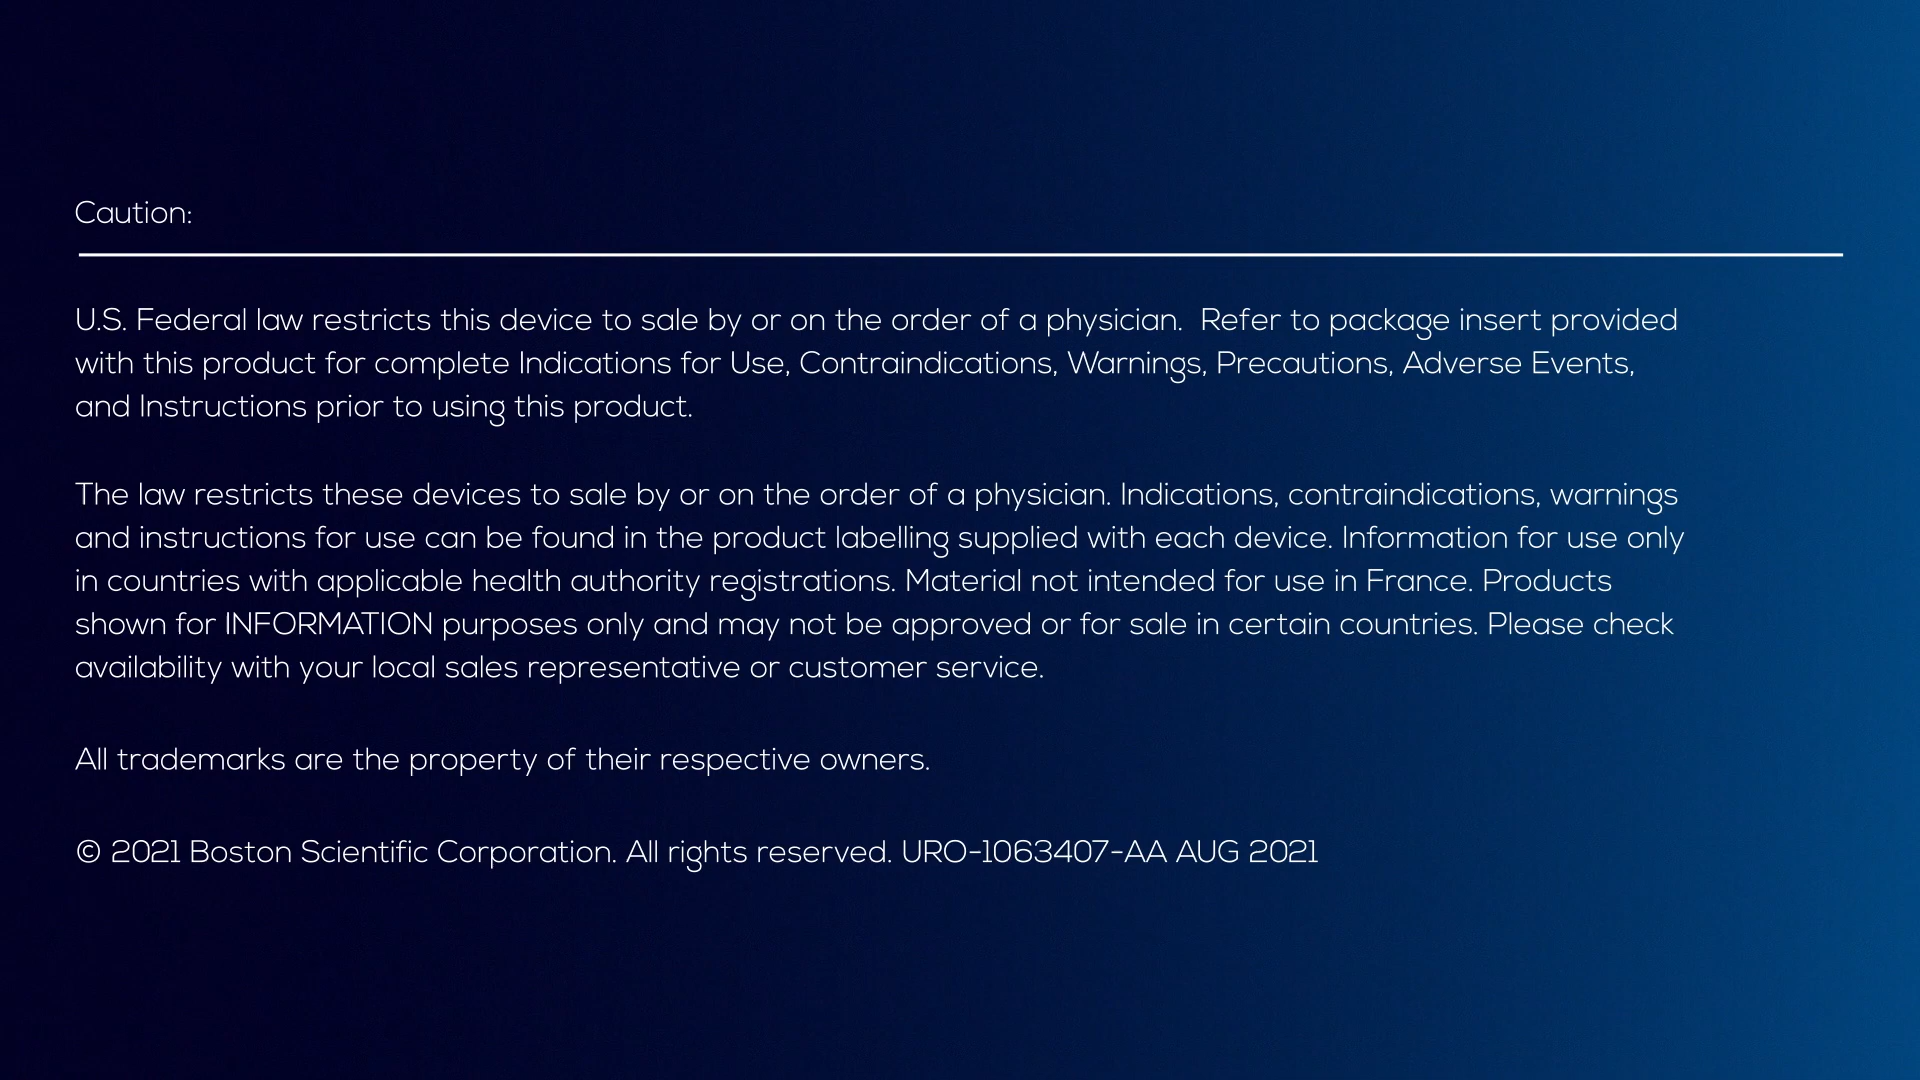 Caution:
U.S. Federal law restricts this device to sale by or on the order of a physician.  Refer to package insert provided
with this product for complete Indications for Use, Contraindications, Warnings, Precautions, Adverse Events,
and Instructions prior to using this product.
The law restricts these devices to sale by or on the order of a physician. Indications, contraindications, warnings
and instructions for use can be found in the product labelling supplied with each device. Information for use only
in countries with applicable health authority registrations. Material not intended for use in France. Products
shown for INFORMATION purposes only and may not be approved or for sale in certain countries. Please check
availability with your local sales representative or customer service.
All trademarks are the property of their respective owners.
© 2021 Boston Scientific Corporation. All rights reserved. URO-1063407-AA AUG 2021